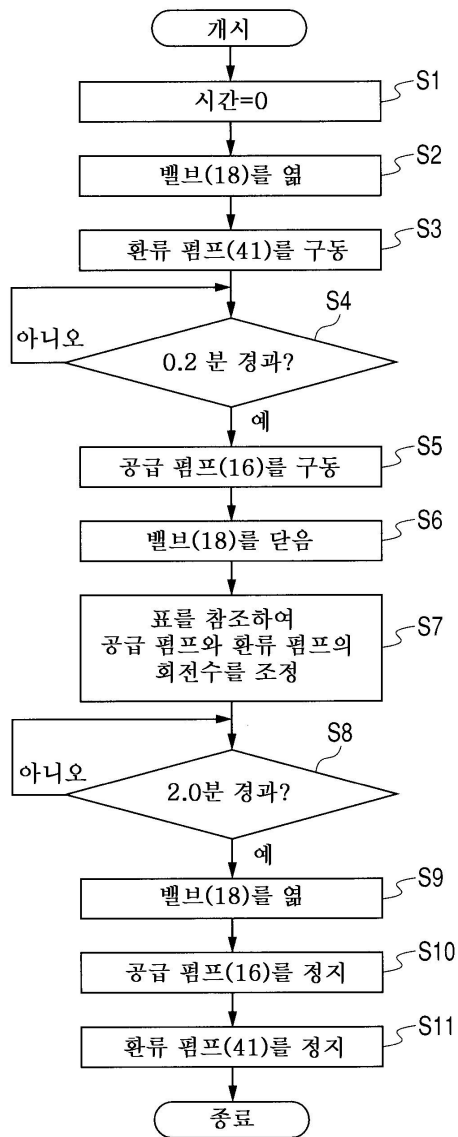 개시
시간=0
S1
밸브(18)를 엶
S2
환류 펌프(41)를 구동
S3
S4
아니오
0.2 분 경과?
예
공급 펌프(16)를 구동
S5
밸브(18)를 닫음
S6
표를 참조하여
공급 펌프와 환류 펌프의
회전수를 조정
S7
S8
아니오
2.0분 경과?
예
밸브(18)를 엶
S9
공급 펌프(16)를 정지
S10
환류 펌프(41)를 정지
S11
종료